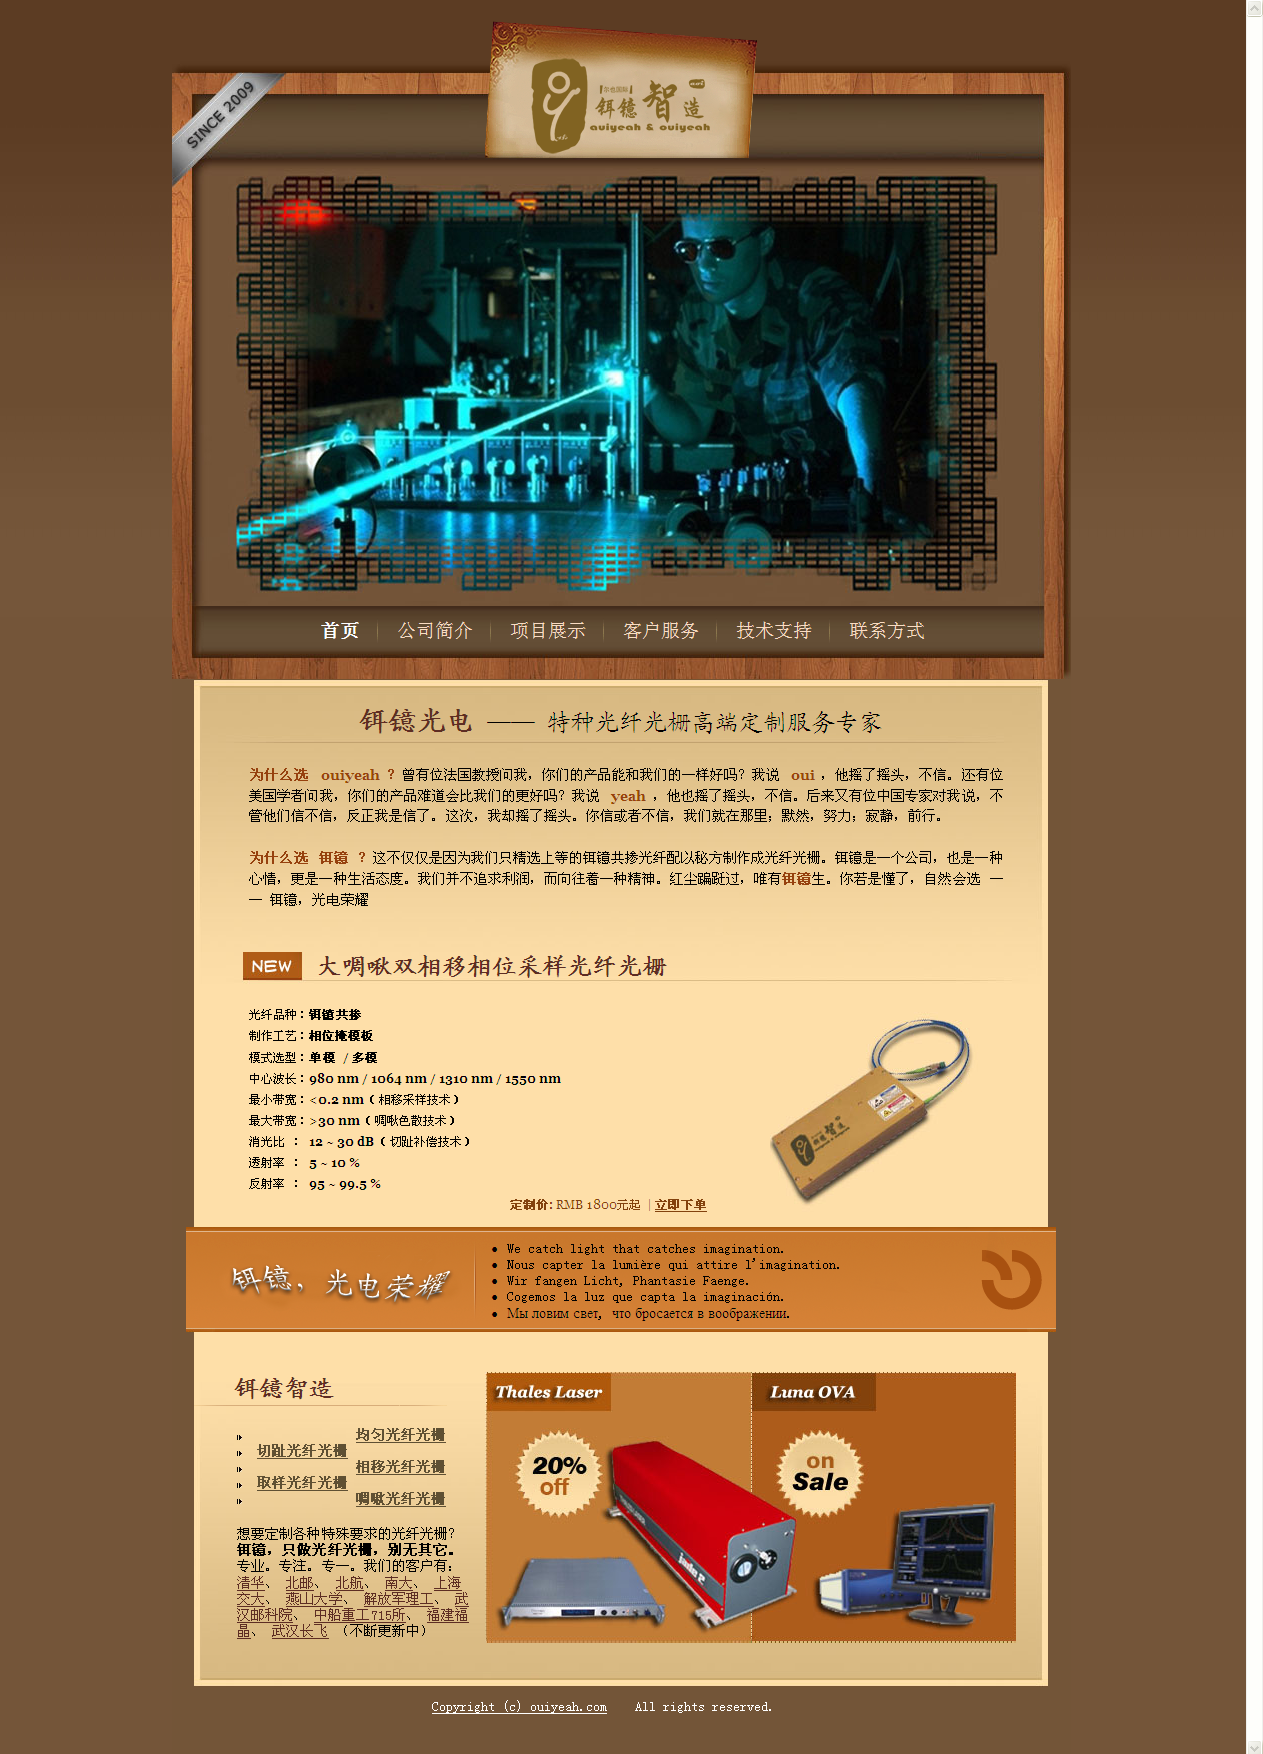 SINCE 2009
尔也国际
铒镱智造
ouiyeah & ouiyeah
首页 公司简介 项目展示 客户服务 技术支持 联系方式
铒镱光电 —— 特种光纤光栅高端定制服务专家
为什么选 ouiyeah ？曾有位法国教授问我，你们的产品能和我们的一样好吗？我说 oui ，他摇了摇头，不信。还有位
美国学者问我，你们的产品难道会比我们的更好吗？我说 yeah ，他也摇了摇头，不信。后来又有位中国专家对我说，不
管他们信不信，反正我是信了。这次，我却摇了摇头。你信或者不信，我们就在那里；默然，努力；寂静，前行。
为什么选 铒镱 ？这不仅仅是因为我们只精选上等的铒镱共掺光纤配以秘方制作成光纤光栅。铒镱是一个公司，也是一种
心情，更是一种生活态度。我们并不追求利润，而向往着一种精神。红尘蹁跹过，唯有铒镱生。你若是懂了，自然会选 —
— 铒镱，光电荣耀
NEW 大啁啾双相移相位采样光纤光栅
光纤品种：铒镱共掺
制作工艺：相位掩模板
模式选型：单模 / 多模
中心波长：980 nm / 1064 nm / 1310 nm / 1550 nm
最小带宽：<0.2 nm（ 相移采样技术 ）
最大带宽：>30 nm（ 啁啾色散技术 ）
消光比 ： 12 ~ 30 dB（ 切趾补偿技术 ）
透射率 ： 5 ~ 10 %
反射率 ： 95 ~ 99.5 %
定制价: RMB 1800元起 | 立即下单
铒镱，光电荣耀
We catch light that catches imagination.
Nous capter la lumière qui attire l'imagination.
Wir fangen Licht, Phantasie Faenge.
Cogemos la luz que capta la imaginación.
Мы ловим свет, что бросается в воображении.
铒镱智造
均匀光纤光栅
切趾光纤光栅
相移光纤光栅
取样光纤光栅
啁啾光纤光栅
想要定制各种特殊要求的光纤光栅？
铒镱，只做光纤光栅，别无其它。
专业。专注。专一。我们的客户有：
清华、 北邮、 北航、 南大、 上海
交大、 燕山大学、 解放军理工、 武
汉邮科院、 中船重工715所、 福建福
晶、 武汉长飞 （不断更新中）
Thales Laser
20%
off
Luna OVA
on
Sale
Copyright (c) ouiyeah.com All rights reserved.